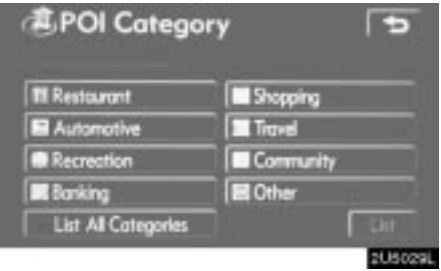 POI Category
Restaurant Shopping
Automotive Travel
Recreation Community
Banking Other
List All Categories List
2U5029L